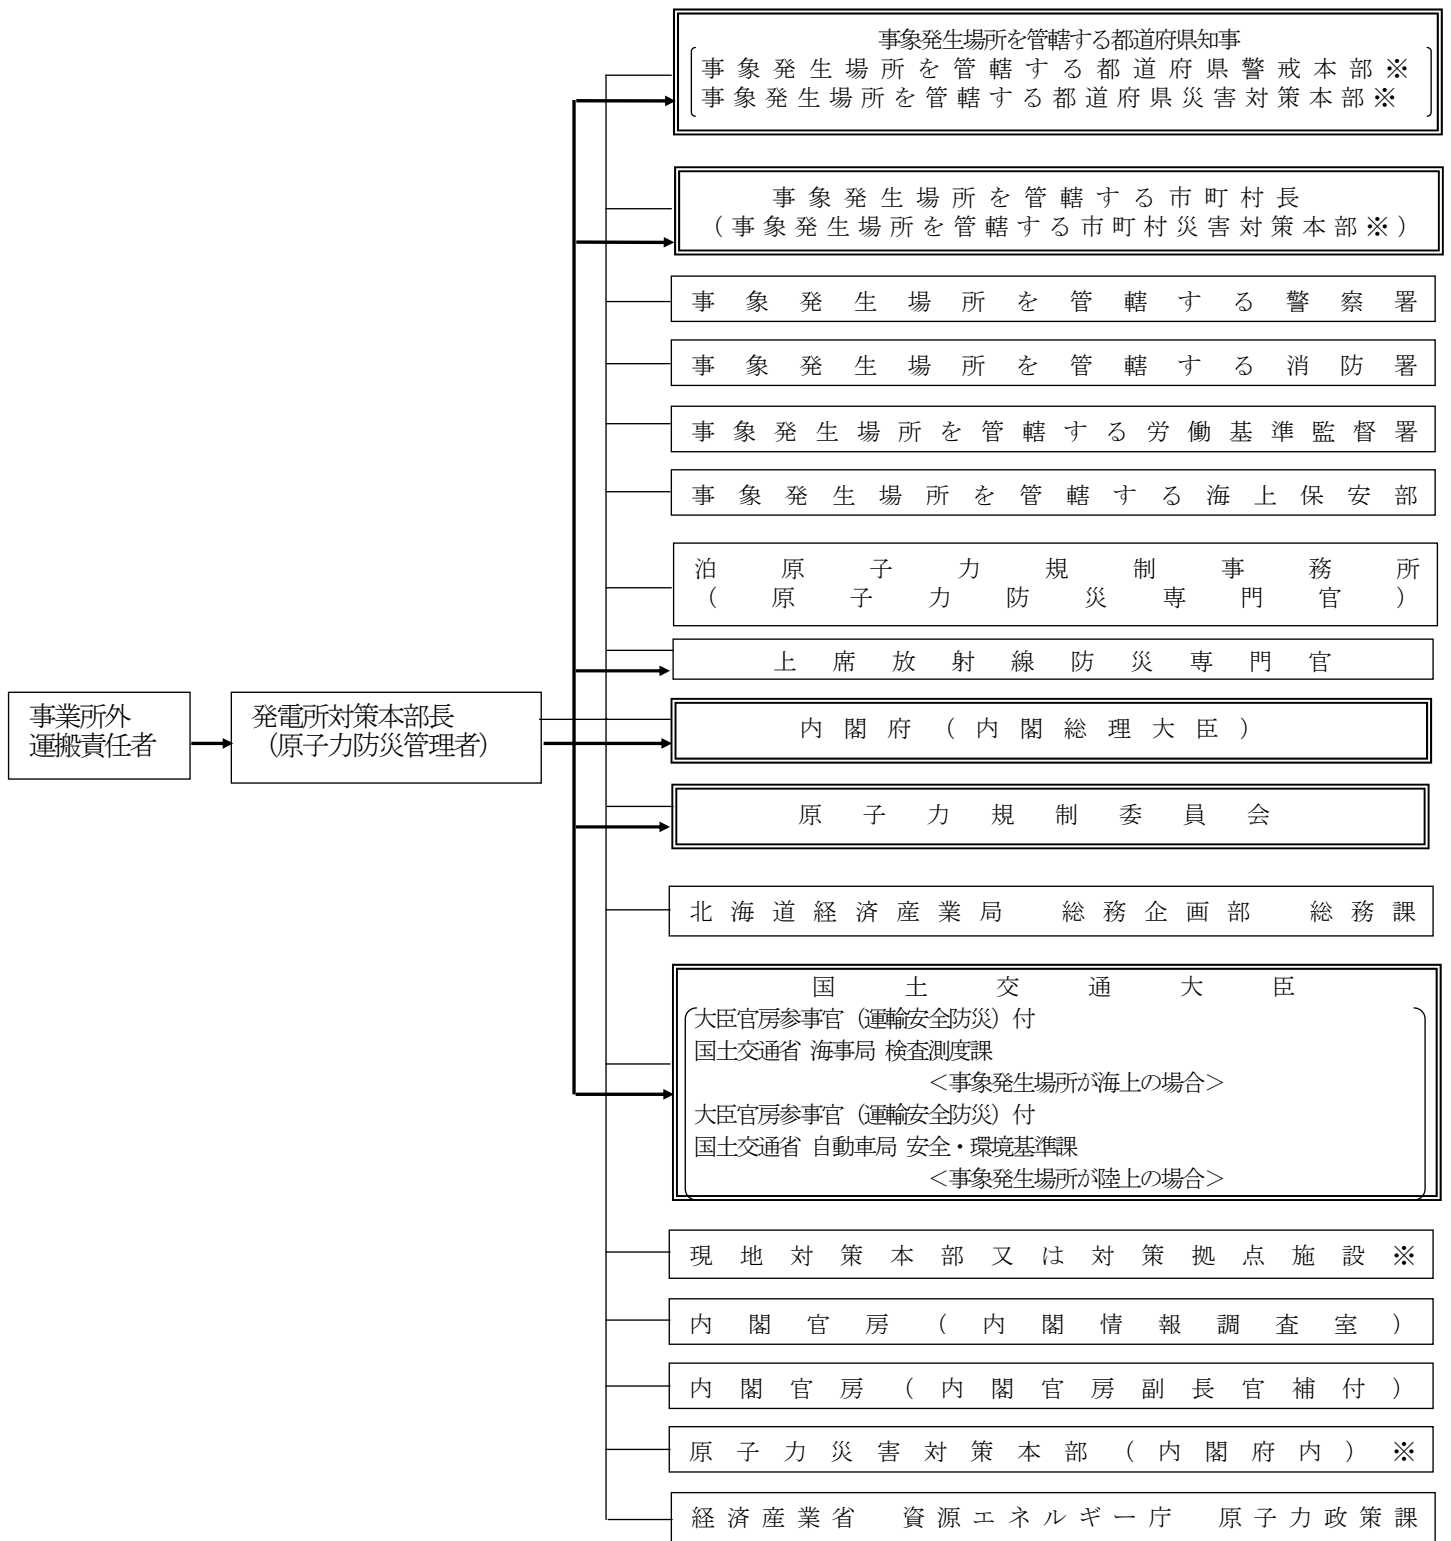 事象発生場所を管轄する都道府県知事
事象発生場所を管轄する都道府県警戒本部※
事象発生場所を管轄する都道府県災害対策本部※
事象発生場所を管轄する市町村長
(事象発生場所を管轄する市町村災害対策本部※)
事象発生場所を管轄する警察署
事象発生場所を管轄する消防署
事象発生場所を管轄する労働基準監督署
事象発生場所を管轄する海上保安部
泊原子力規制事務所
(原子力防災専門官)
上席放射線防災専門官
事業所外
運搬責任者
発電所対策本部長
(原子力防災管理者)
内閣府(内閣総理大臣)
原子力規制委員会
北海道経済産業局 総務企画部 総務課
国土交通大臣
大臣官房参事官(運輸安全防災)付
国土交通省 海事局 検査測度課
<事象発生場所が海上の場合>
大臣官房参事官(運輸安全防災)付
国土交通省 自動車局 安全・環境基準課
<事象発生場所が陸上の場合>
現地対策本部又は対策拠点施設※
内閣官房(内閣情報調査室)
内閣官房(内閣官房副長官補付)
原子力災害対策本部(内閣府内)※
経済産業省 資源エネルギー庁 原子力政策課